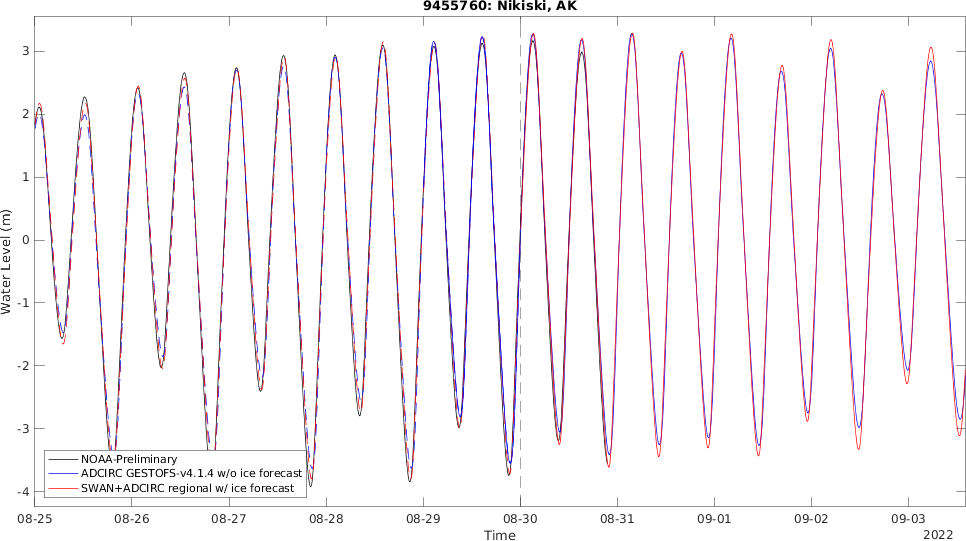 9455760: Nikiski, AK
Water Level (m)
3
2
1
0
-1
-2
-3
-4
NOAA-Preliminary
ADCIRC GESTOFS-v4.1.4 w/o ice forecast
SWAN+ADCIRC regional w/ ice forecast
08-25 08-26 08-27 08-28 08-29 08-30 08-31 09-01 09-02 09-03
Time
2022